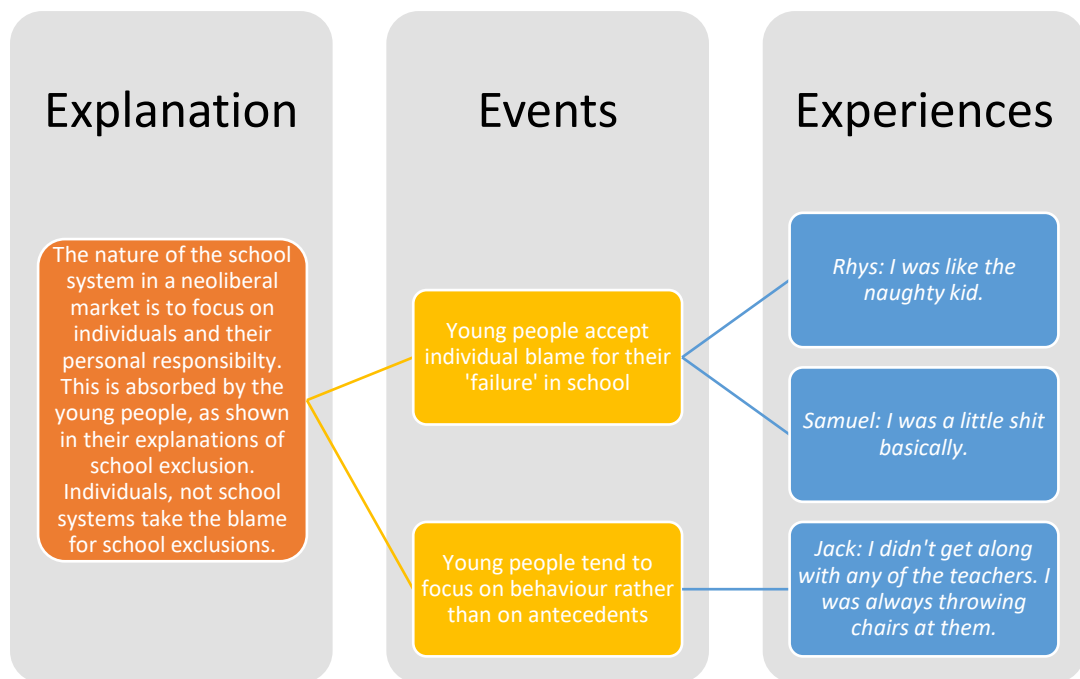 Explanation
The nature of the school
system in a neoliberal
market is to focus on
individuals and their
personal responsibilty.
This is absorbed by the
young people, as shown
in their explanations of
school exclusion.
Individuals, not school
systems take the blame
for school exclusions.
Events
Young people accept
individual blame for their
'failure' in school
Young people tend to
focus on behaviour rather
than on antecedents
Experiences
Rhys: I was like the
naughty kid.
Samuel: I was a little shit
basically.
Jack: I didn't get along
with any of the teachers. I
was always throwing
chairs at them.